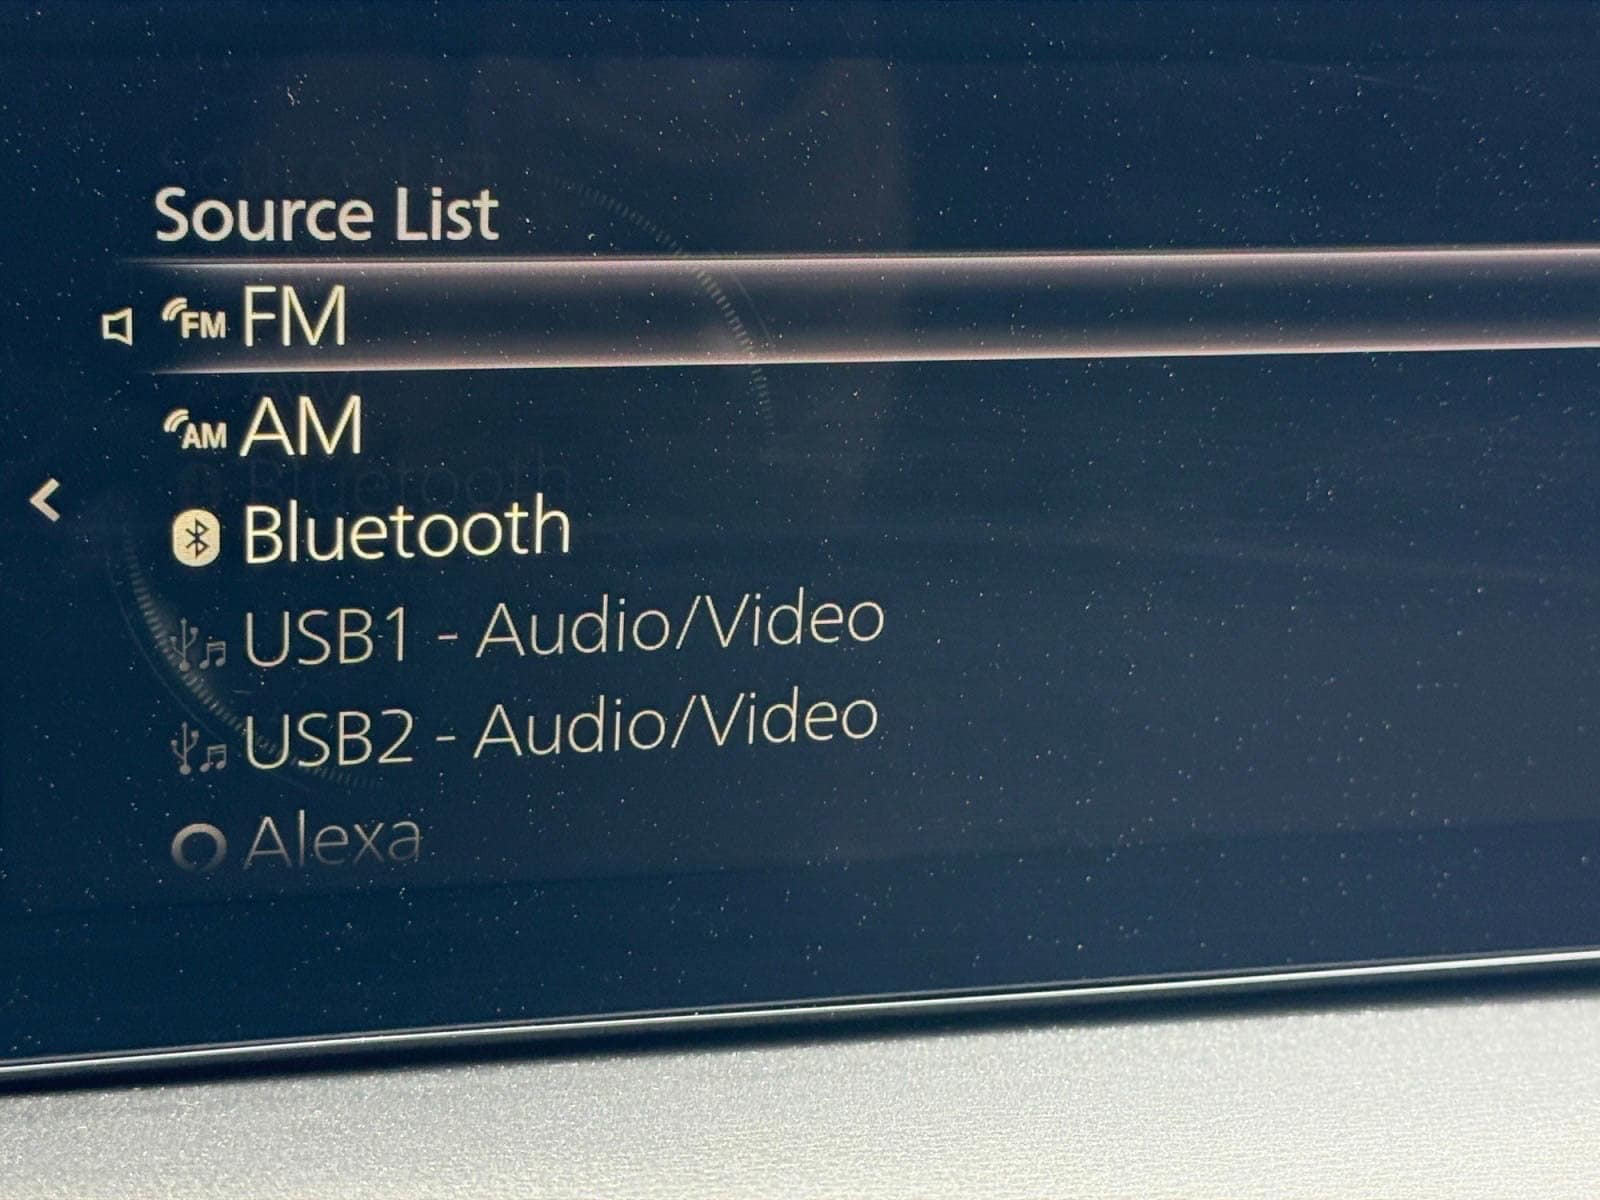 Source List
FM FM
AM AM
Bluetooth
USB1 - Audio/Video
USB2 - Audio/Video
Alexa